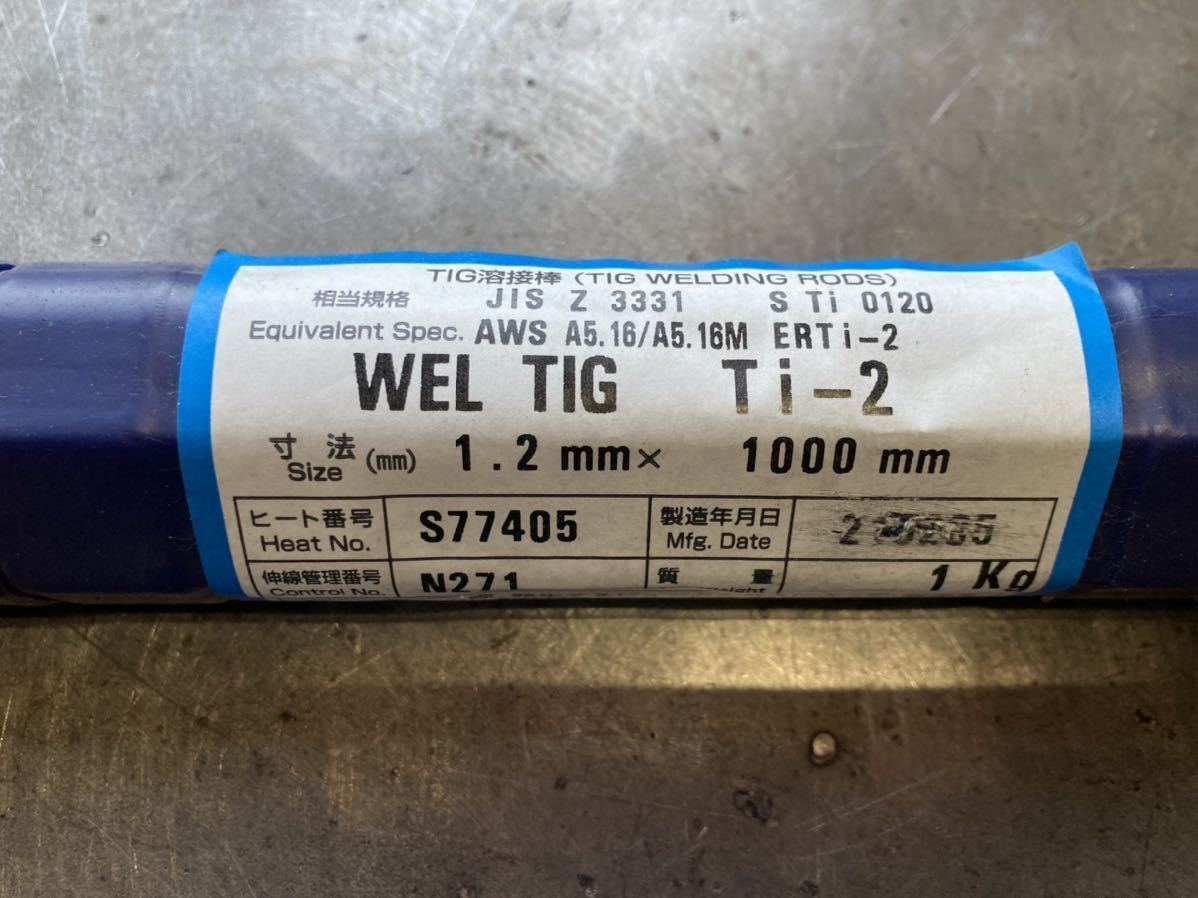 TIG溶接棒 (TIG WELDING RODS)
相当規格 JIS Z 3331 S Ti 0120
Equivalent Spec. AWS A5.16/A5.16M ERTi-2
WEL TIG Ti-2
寸法 Size (mm) 1.2 mm× 1000 mm
ヒート番号 Heat No. S77405 製造年月日 Mfg. Date
伸線管理番号 Control No. N271 質量 1 Kg